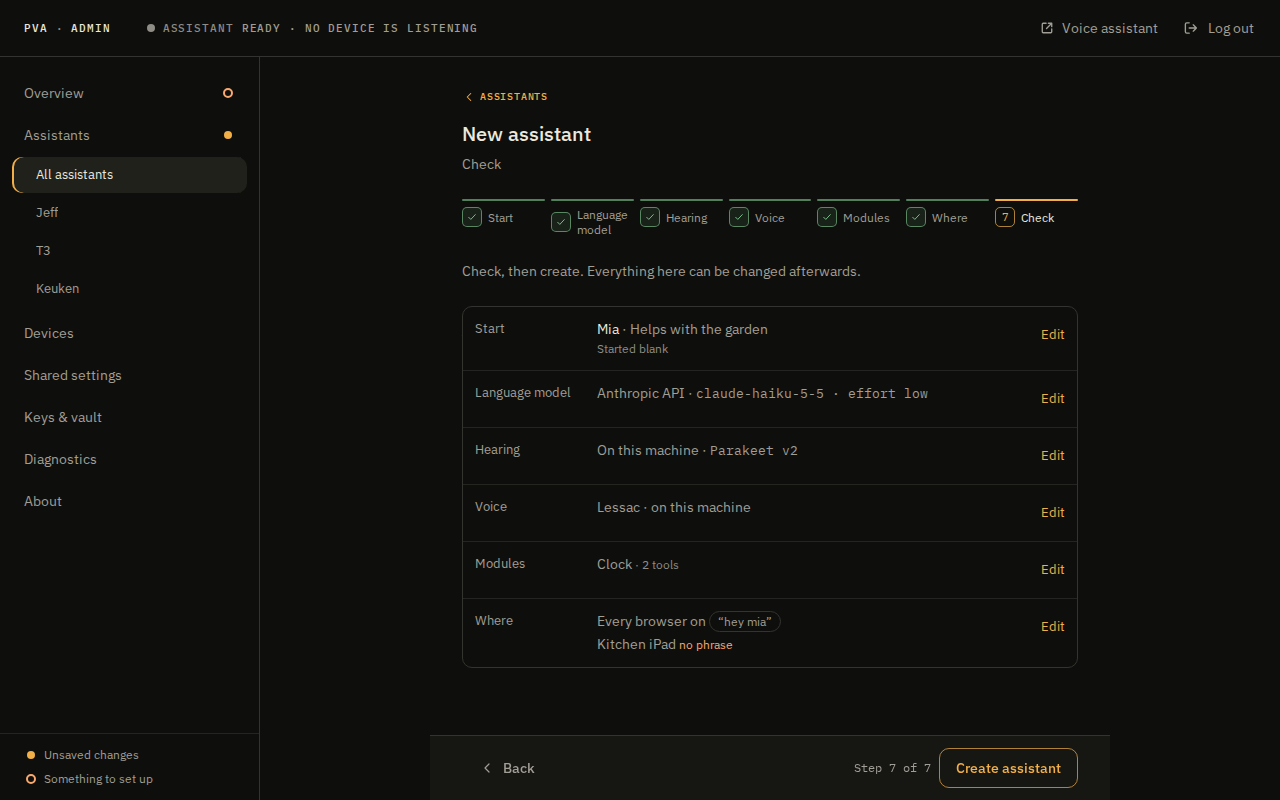 PVA · ADMIN
ASSISTANT READY · NO DEVICE IS LISTENING
Voice assistant
Log out
Overview
Assistants
All assistants
Jeff
T3
Keuken
Devices
Shared settings
Keys & vault
Diagnostics
About
Unsaved changes
Something to set up
ASSISTANTS
New assistant
Check
Start
Language
model
Hearing
Voice
Modules
Where
7 Check
Check, then create. Everything here can be changed afterwards.
Start
Mia · Helps with the garden
Started blank
Edit
Language model
Anthropic API · claude-haiku-5-5 · effort low
Edit
Hearing
On this machine · Parakeet v2
Edit
Voice
Lessac · on this machine
Edit
Modules
Clock · 2 tools
Edit
Where
Every browser on “hey mia”
Kitchen iPad no phrase
Edit
Back
Step 7 of 7
Create assistant